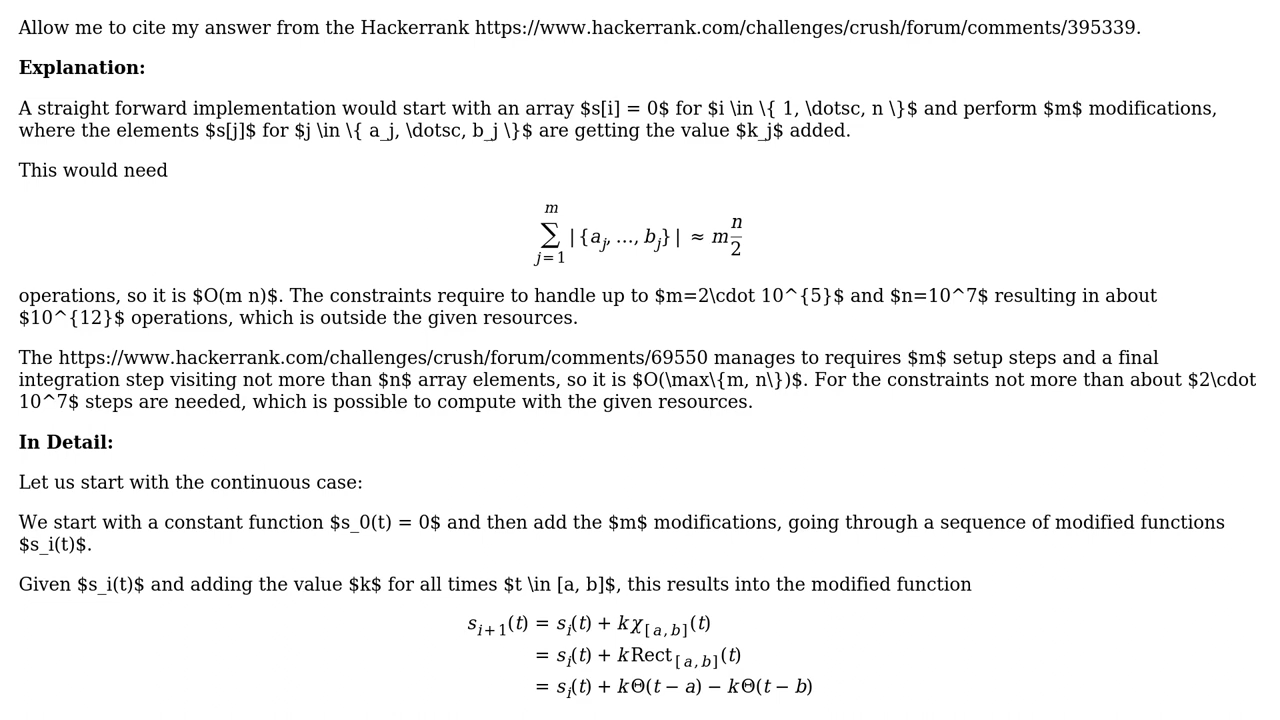 Allow me to cite my answer from the Hackerrank https://www.hackerrank.com/challenges/crush/forum/comments/395339.
Explanation:
A straight forward implementation would start with an array $s[i] = 0$ for $i \in \{ 1, \dotsc, n \}$ and perform $m$ modifications,
where the elements $s[j]$ for $j \in \{ a_j, \dotsc, b_j \}$ are getting the value $k_j$ added.
This would need
\sum_{j=1}^{m} | \{a_j, \dotsc, b_j\} | \approx m \frac{n}{2}
operations, so it is $O(m n)$. The constraints require to handle up to $m=2\cdot 10^{5}$ and $n=10^7$ resulting in about
$10^{12}$ operations, which is outside the given resources.
The https://www.hackerrank.com/challenges/crush/forum/comments/69550 manages to requires $m$ setup steps and a final
integration step visiting not more than $n$ array elements, so it is $O(\max\{m, n\})$. For the constraints not more than about $2\cdot
10^7$ steps are needed, which is possible to compute with the given resources.
In Detail:
Let us start with the continuous case:
We start with a constant function $s_0(t) = 0$ and then add the $m$ modifications, going through a sequence of modified functions
$s_i(t)$.
Given $s_i(t)$ and adding the value $k$ for all times $t \in [a, b]$, this results into the modified function
s_{i+1}(t) = s_i(t) + k χ_{[a,b]}(t)
= s_i(t) + k Rect_{[a,b]}(t)
= s_i(t) + k Θ(t − a) − k Θ(t − b)